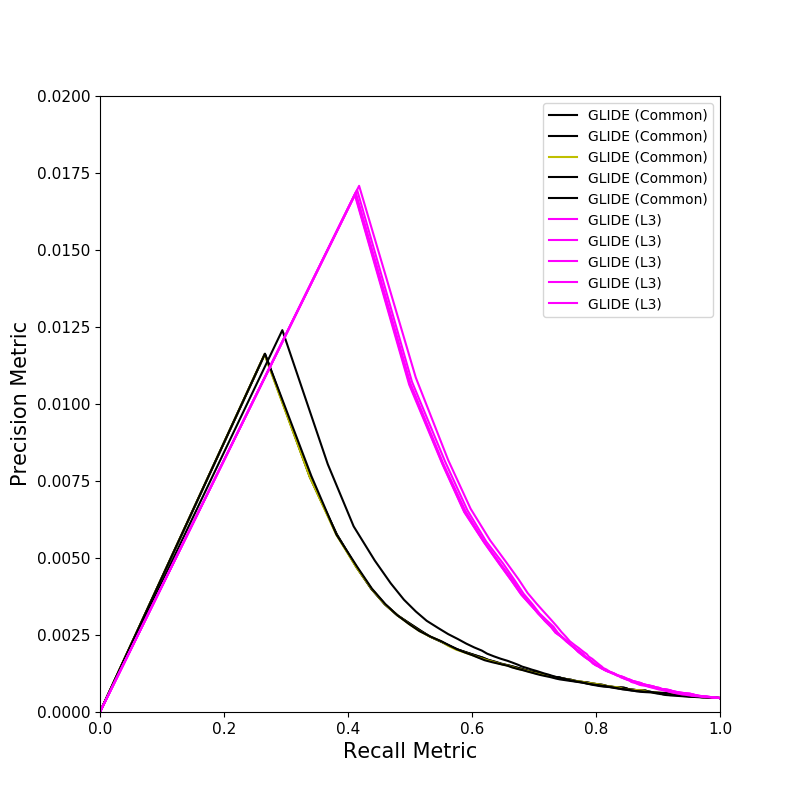 0.0200
0.0175
0.0150
0.0125
0.0100
0.0075
0.0050
0.0025
0.0000
Precision Metric
GLIDE (Common)
GLIDE (Common)
GLIDE (Common)
GLIDE (Common)
GLIDE (Common)
GLIDE (L3)
GLIDE (L3)
GLIDE (L3)
GLIDE (L3)
GLIDE (L3)
0.0 0.2 0.4 0.6 0.8 1.0
Recall Metric